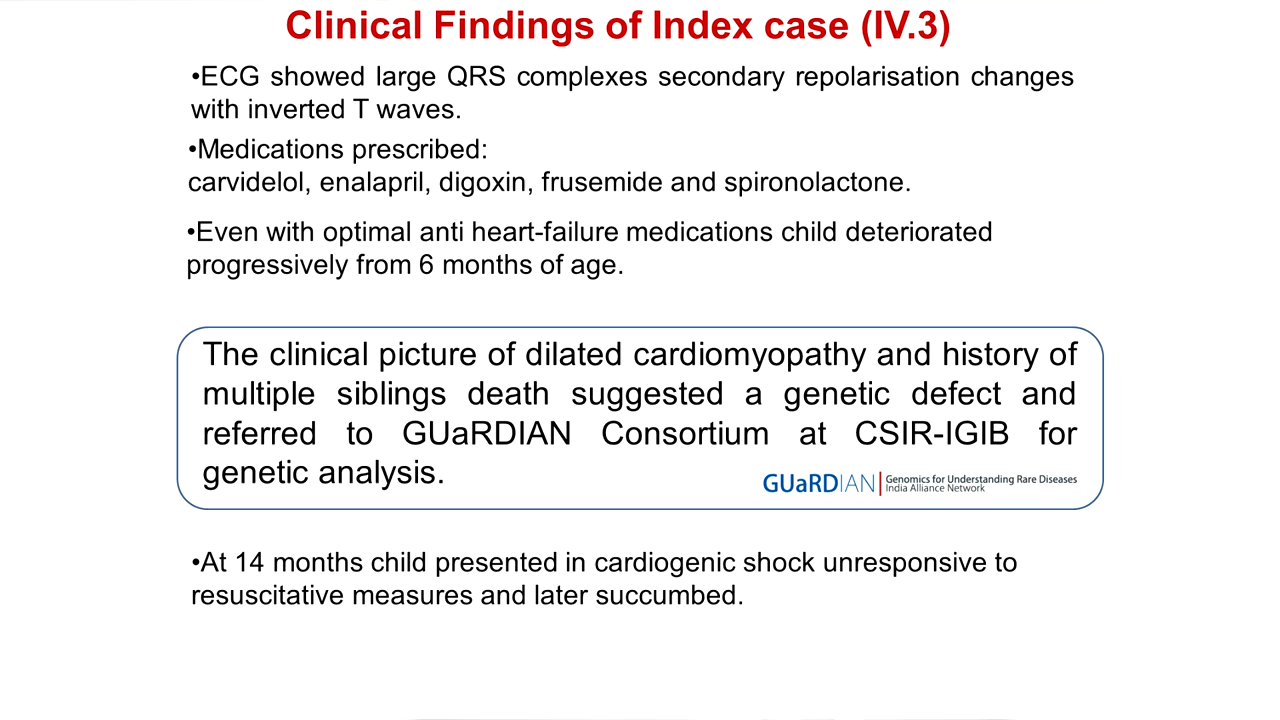 Clinical Findings of Index case (IV.3)
•ECG showed large QRS complexes secondary repolarisation changes
with inverted T waves.
•Medications prescribed:
carvidelol, enalapril, digoxin, frusemide and spironolactone.
•Even with optimal anti heart-failure medications child deteriorated
progressively from 6 months of age.
The clinical picture of dilated cardiomyopathy and history of
multiple siblings death suggested a genetic defect and
referred to GUaRDIAN Consortium at CSIR-IGIB for
genetic analysis.
GUaRDIAN
Genomics for Understanding Rare Diseases
India Alliance Network
•At 14 months child presented in cardiogenic shock unresponsive to
resuscitative measures and later succumbed.